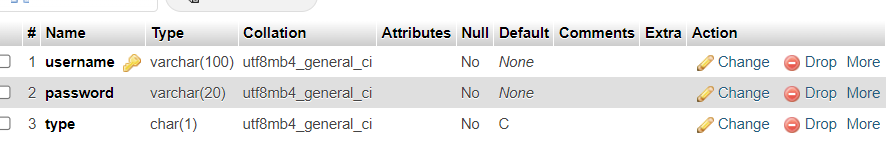 # Name Type Collation Attributes Null Default Comments Extra Action
1 username varchar(100) utf8mb4_general_ci No None Change Drop More
2 password varchar(20) utf8mb4_general_ci No None Change Drop More
3 type char(1) utf8mb4_general_ci No C Change Drop More